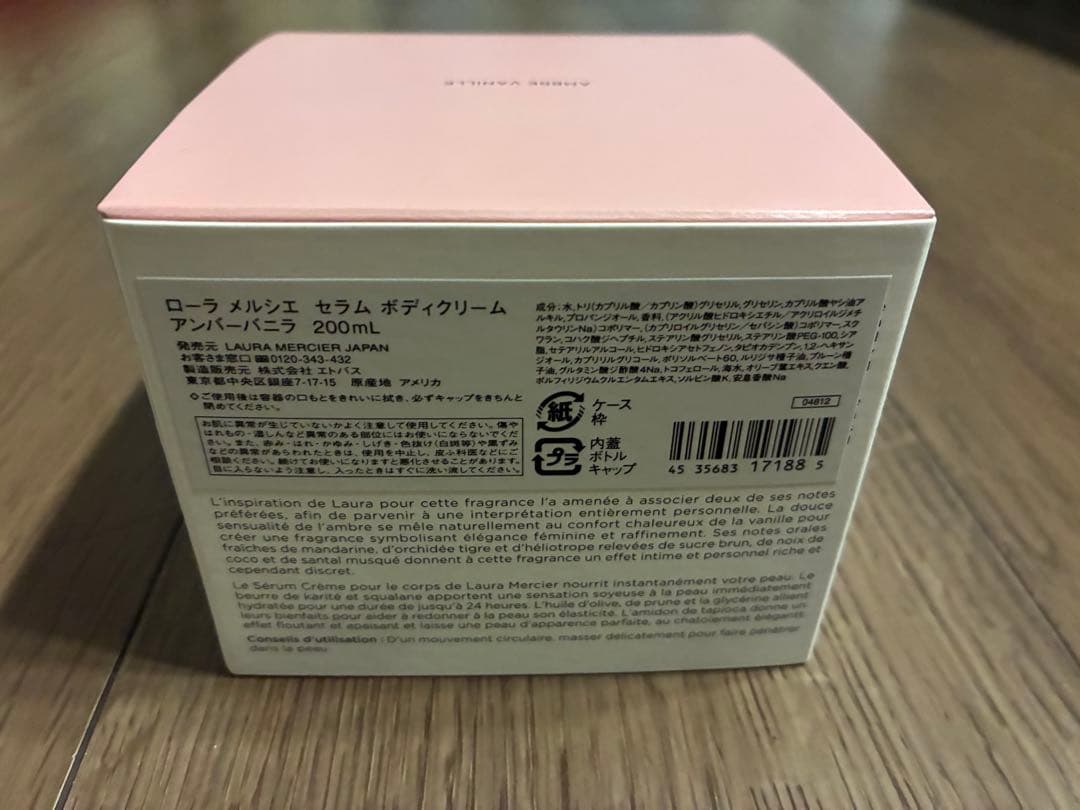 AMBRE VANILLE
ローラ メルシエ セラム ボディクリーム
アンバーバニラ 200mL
発売元 LAURA MERCIER JAPAN
お客さま窓口 0120-343-432
製造販売元 株式会社 エトバス
東京都中央区銀座7-17-15 原産地 アメリカ
◇ご使用後は容器の口もとをきれいに拭き、必ずキャップをきちんと
閉めてください。
お肌に異常が生じていないかよく注意して使用してください。傷や
はれもの・湿しんなど異常のある部位にはお使いにならないでくだ
さい。また、赤み・はれ・かゆみ・しげき・色抜け(白斑等)や黒ずみ
などの異常があらわれたときは、使用を中止し、皮ふ科医などにご
相談ください。続けてお使いになりますと悪化させることがあります。
目に入らないよう注意し、入ったときはすぐに洗い流してください。
成分:水、トリ(カプリル酸/カプリン酸)グリセリル、グリセリン、カプリル酸ヤシ油ア
ルキル、プロパンジオール、香料、(アクリル酸ヒドロキシエチル/アクリロイルジメチ
ルタウリンNa)コポリマー、(カプリロイルグリセリン/セバシン酸)コポリマー、スク
ワラン、コハク酸ジヘプチル、ステアリン酸グリセリル、ステアリン酸PEG-100、シア
脂、セテアリルアルコール、ヒドロキシアセトフェノン、タピオカデンプン、1,2-ヘキサン
ジオール、カプリリルグリコール、ポリソルベート60、ルリジサ種子油、プルーン種
子油、グルタミン酸ジ酢酸4Na、トコフェロール、海水、オリーブ葉エキス、クエン酸、
ポルフィリジウムクルエンタムエキス、ソルビン酸K、安息香酸Na
紙 ケース
枠
プラ 内蓋
ボトル
キャップ
04812
4 535683 171885
L'inspiration de Laura pour cette fragrance l'a amenée à associer deux de ses notes
préférées, afin de parvenir à une interprétation entièrement personnelle. La douce
sensualité de l'ambre se mêle naturellement au confort chaleureux de la vanille pour
créer une fragrance symbolisant élégance féminine et raffinement. Ses notes orales
fraîches de mandarine, d'orchidée tigre et d'héliotrope relevées de sucre brun, de noix de
coco et de santal musqué donnent à cette fragrance un effet intime et personnel riche et
cependant discret.
Le Sérum Crème pour le corps de Laura Mercier nourrit instantanément votre peau. Le
beurre de karité et squalane apportent une sensation soyeuse à la peau immédiatement
hydratée pour une durée de jusqu'à 24 heures. L'huile d'olive, de prune et la glycérine allient
leurs bienfaits pour aider à redonner à la peau son élasticité. L'amidon de tapioca donne un
effet floutant et apaisant et laisse une peau d'apparence parfaite, au chatoiement élégant.
Conseils d'utilisation : D'un mouvement circulaire, masser délicatement pour faire pénétrer
dans la peau.